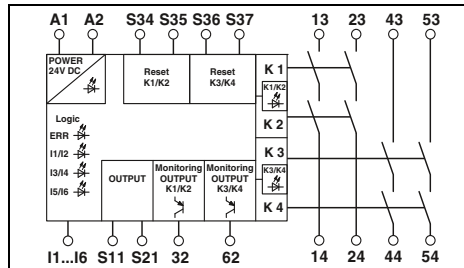 A1 A2 S34 S35 S36 S37 13 23 43 53
POWER
24V DC
Reset
K1/K2
Reset
K3/K4
K 1
K1/K2
K 2
Logic
ERR
I1/I2
I3/I4
I5/I6
K 3
K3/K4
K 4
OUTPUT
Monitoring
OUTPUT
K1/K2
Monitoring
OUTPUT
K3/K4
I1...I6 S11 S21 32 62 14 24 44 54